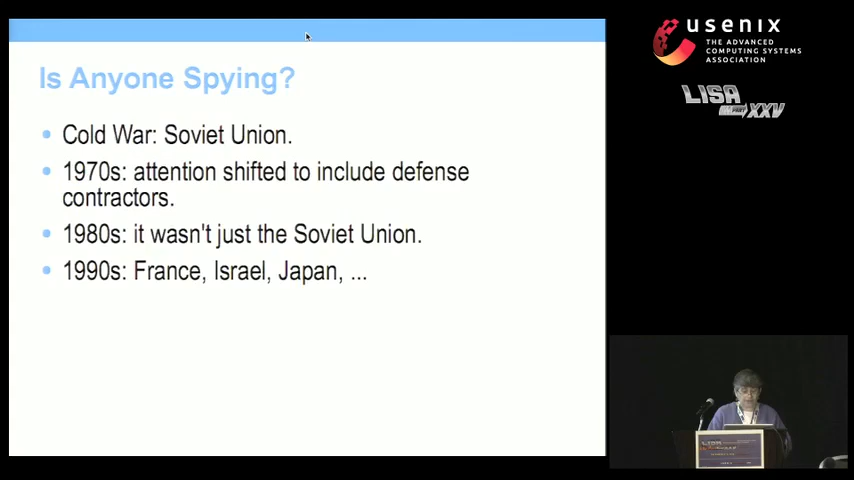 Is Anyone Spying?
Cold War: Soviet Union.
1970s: attention shifted to include defense
contractors.
1980s: it wasn't just the Soviet Union.
1990s: France, Israel, Japan, ...
usenix
THE ADVANCED
COMPUTING SYSTEMS
ASSOCIATION
LISA
XXV